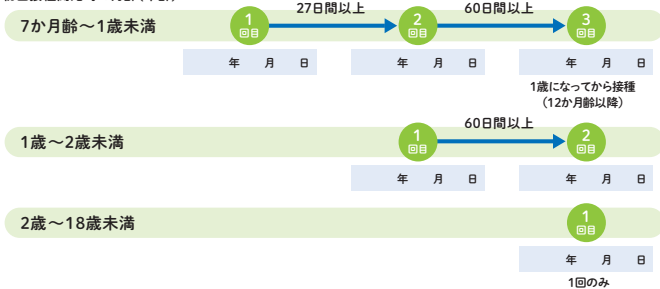 27日間以上 60日間以上
7か月齢～1歳未満 1回目 2回目 3回目
年 月 日 年 月 日 年 月 日
1歳になってから接種
（12か月齢以降）
60日間以上
1歳～2歳未満 1回目 2回目
年 月 日 年 月 日
2歳～18歳未満 1回目
年 月 日
1回のみ